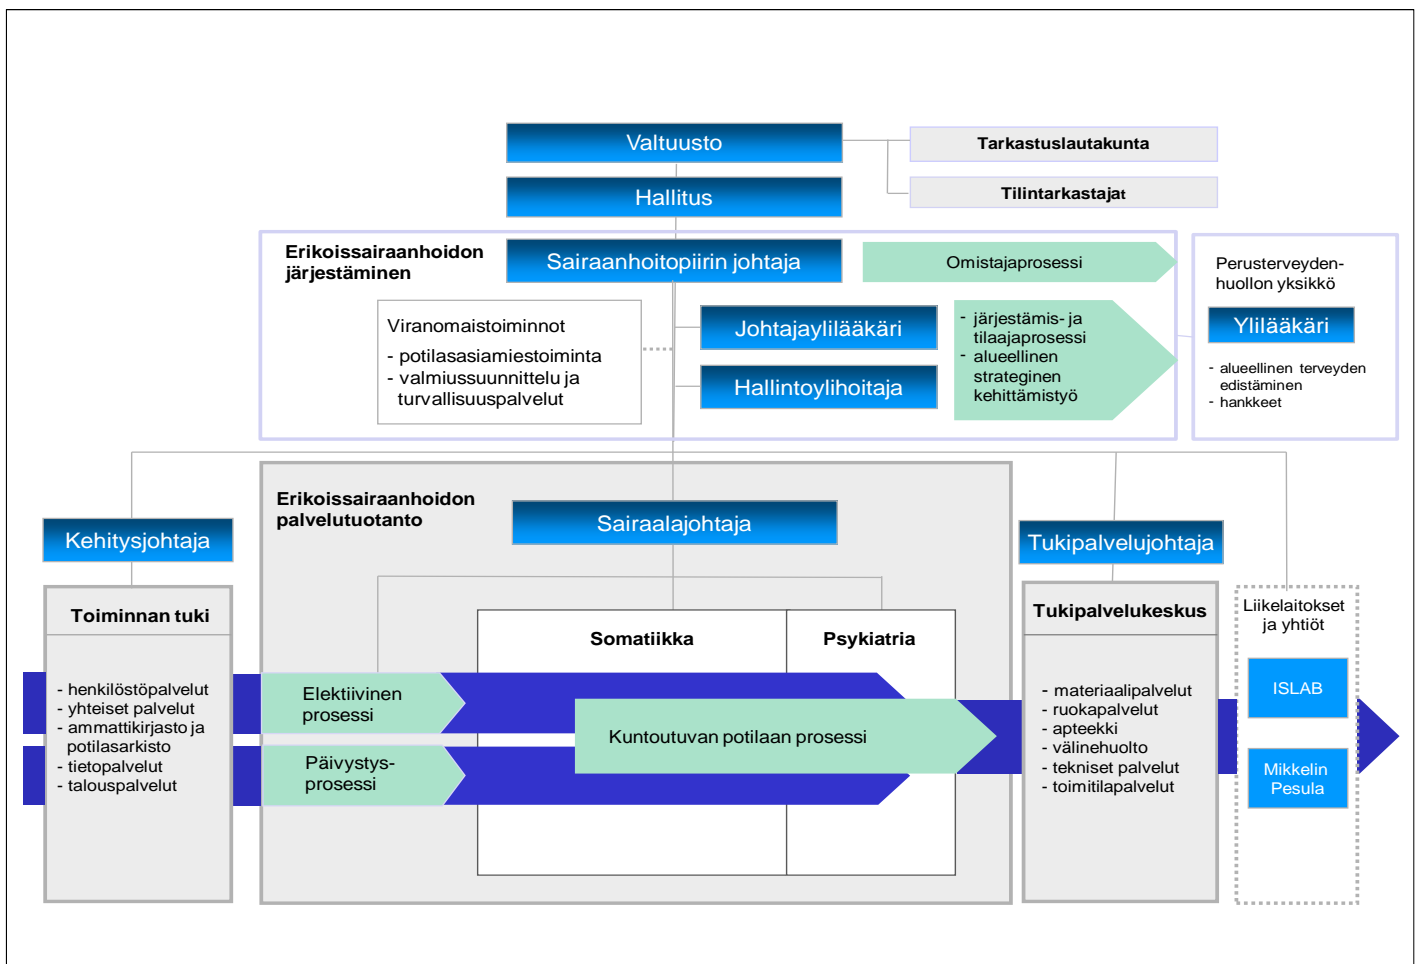 Valtuusto
Tarkastuslautakunta
Hallitus
Tilintarkastajat
Erikoissairaanhoidon
järjestäminen
Sairaanhoitopiirin johtaja
Omistajaprosessi
Perusterveyden-
huollon yksikkö
Ylilääkäri
- alueellinen terveyden
edistäminen
- hankkeet
Viranomaistoiminnot
- potilasasiamiestoiminta
- valmiussuunnittelu ja
turvallisuuspalvelut
Johtajaylilääkäri
Hallintoylihoitaja
- järjestämis- ja
tilaajaprosessi
- alueellinen
strateginen
kehittämistyö
Erikoissairaanhoidon
palvelutuotanto
Sairaalajohtaja
Kehitysjohtaja
Tukipalvelujohtaja
Toiminnan tuki
- henkilöstöpalvelut
- yhteiset palvelut
- ammattikirjasto ja
potilasarkisto
- tietopalvelut
- talouspalvelut
Somatiikka
Psykiatria
Elektiivinen
prosessi
Päivystys-
prosessi
Kuntoutuvan potilaan prosessi
Tukipalvelukeskus
- materiaalipalvelut
- ruokapalvelut
- apteekki
- välinehuolto
- tekniset palvelut
- toimitilapalvelut
Liikelaitokset
ja yhtiöt
ISLAB
Mikkelin
Pesula